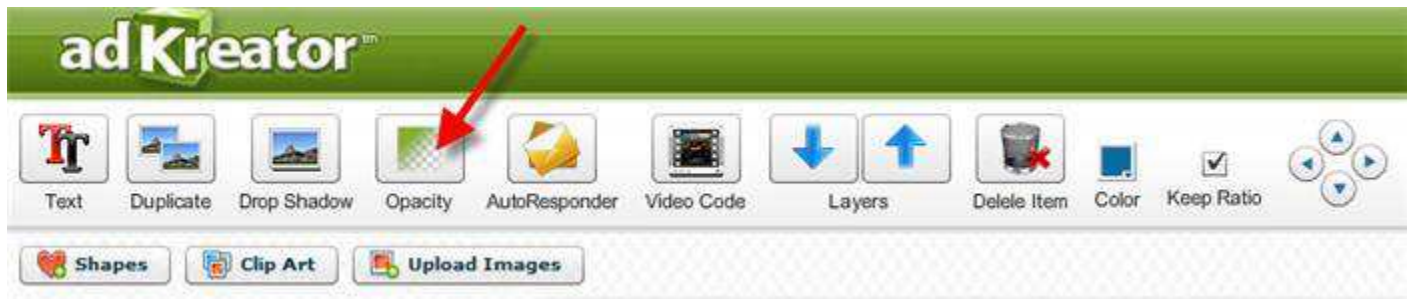 adKreator™
Text Duplicate Drop Shadow Opacity AutoResponder Video Code Layers Delele Item Color Keep Ratio
Shapes Clip Art Upload Images